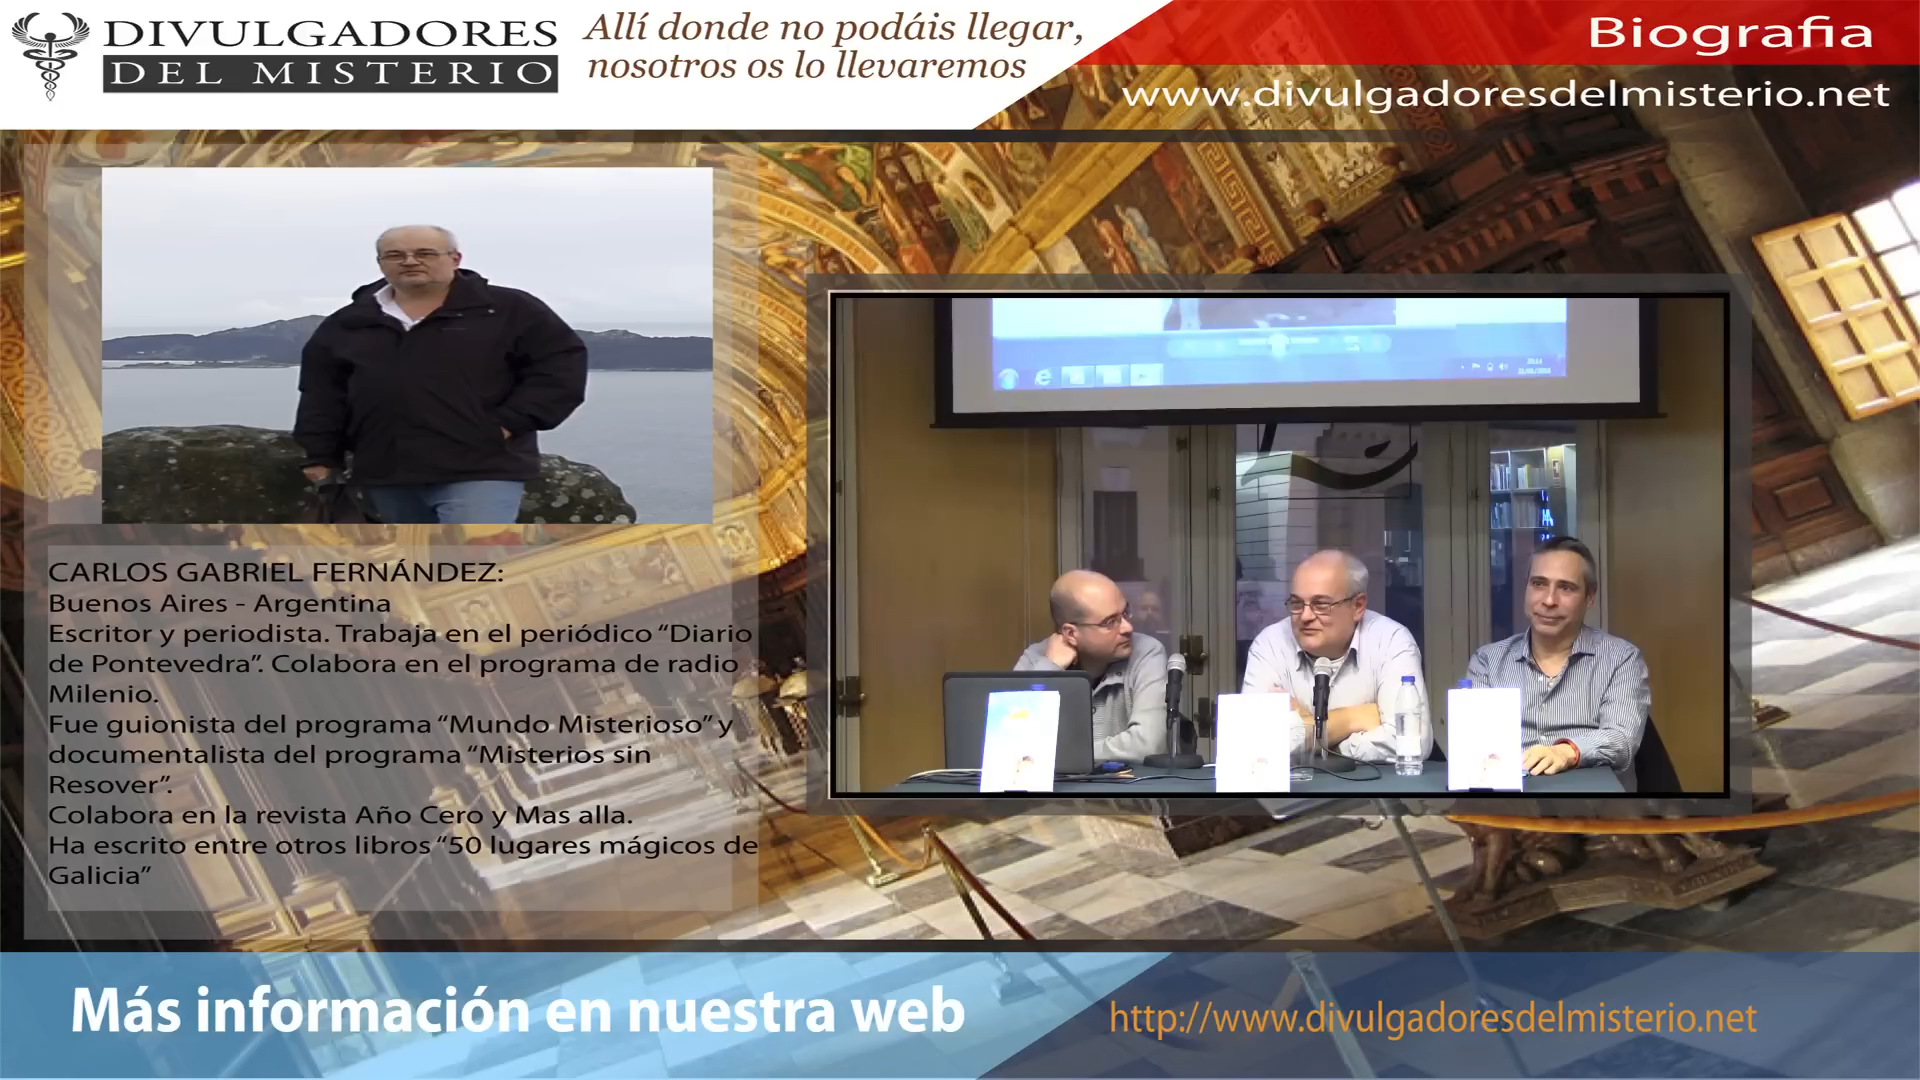 DIVULGADORES
DEL MISTERIO
Allí donde no podáis llegar,
nosotros os lo llevaremos
Biografia
www.divulgadoresdelmisterio.net
CARLOS GABRIEL FERNÁNDEZ:
Buenos Aires - Argentina
Escritor y periodista. Trabaja en el periódico “Diario
de Pontevedra”. Colabora en el programa de radio
Milenio.
Fue guionista del programa “Mundo Misterioso” y
documentalista del programa “Misterios sin
Resover”.
Colabora en la revista Año Cero y Mas alla.
Ha escrito entre otros libros “50 lugares mágicos de
Galicia”
Más información en nuestra web
http://www.divulgadoresdelmisterio.net